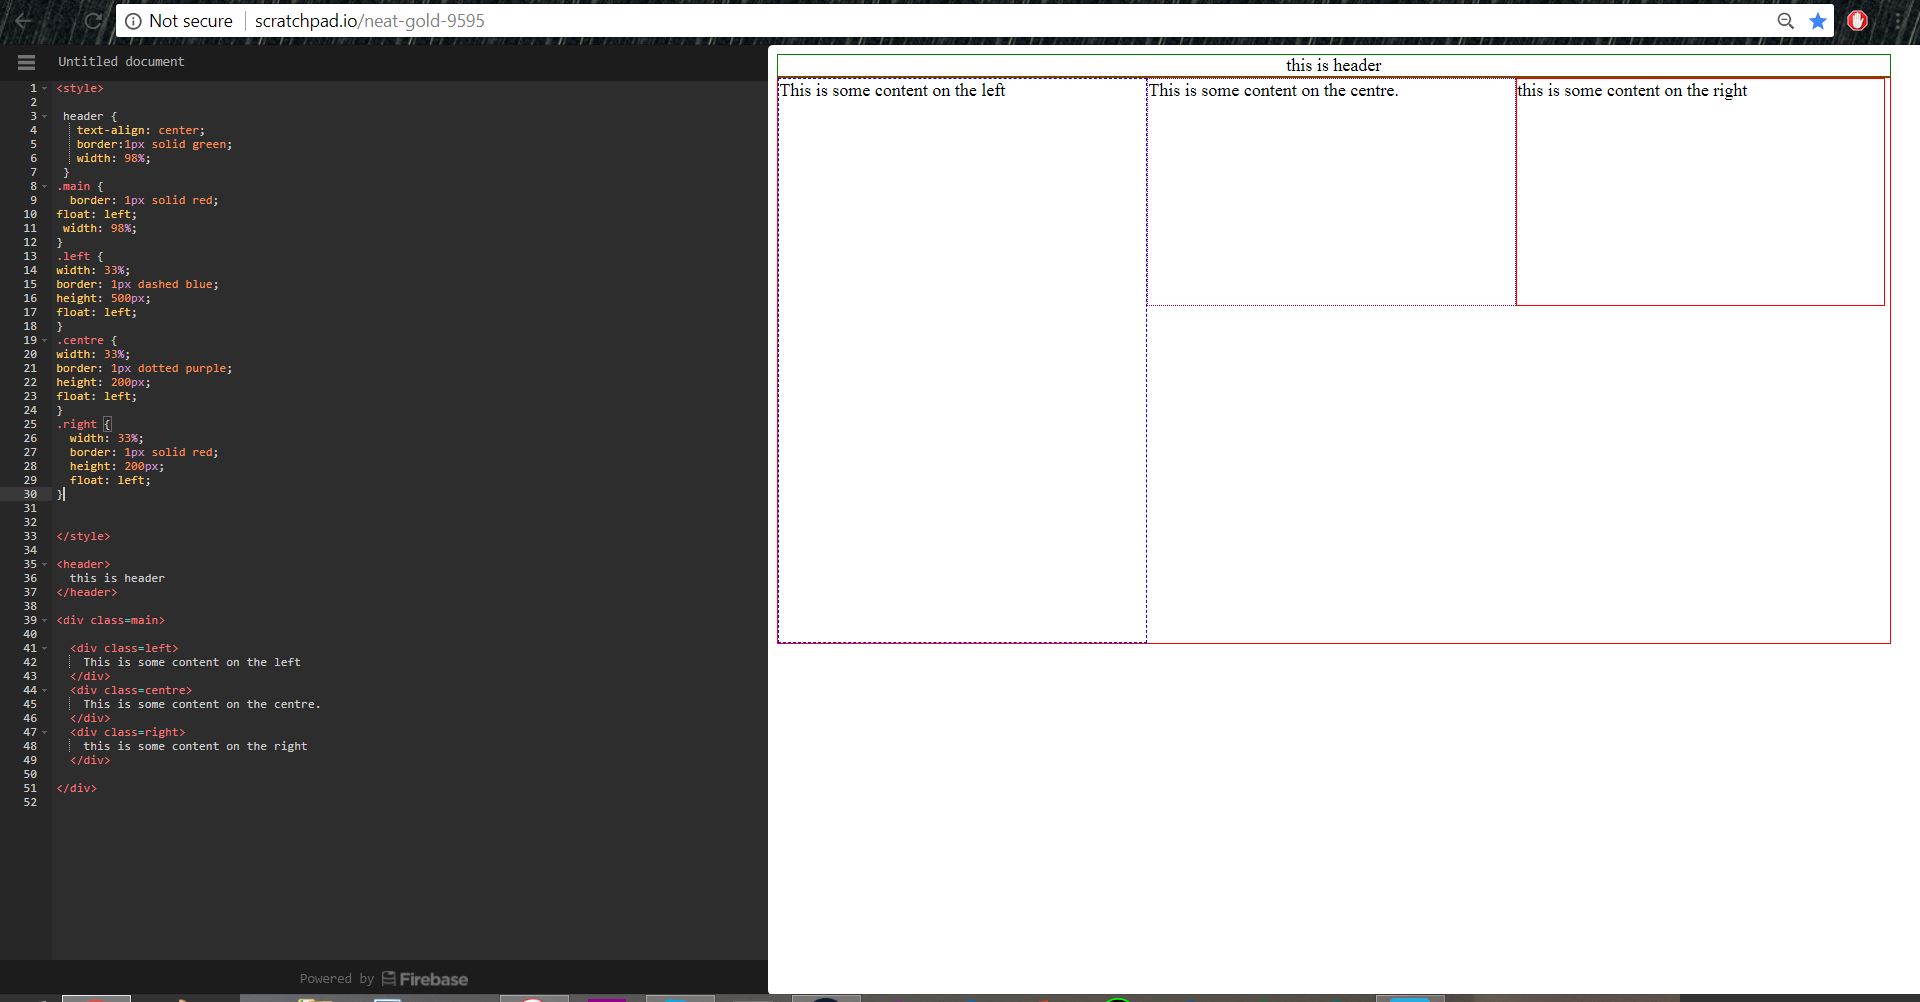 Not secure | scratchpad.io/neat-gold-9595
Untitled document
1 <style>
2
3 header {
4 text-align: center;
5 border:1px solid green;
6 width: 98%;
7 }
8 .main {
9 border: 1px solid red;
10 float: left;
11 width: 98%;
12 }
13 .left {
14 width: 33%;
15 border: 1px dashed blue;
16 height: 500px;
17 float: left;
18 }
19 .centre {
20 width: 33%;
21 border: 1px dotted purple;
22 height: 200px;
23 float: left;
24 }
25 .right {
26 width: 33%;
27 border: 1px solid red;
28 height: 200px;
29 float: left;
30 }
31
32
33 </style>
34
35 <header>
36 this is header
37 </header>
38
39 <div class=main>
40
41 <div class=left>
42 This is some content on the left
43 </div>
44 <div class=centre>
45 This is some content on the centre.
46 </div>
47 <div class=right>
48 this is some content on the right
49 </div>
50
51 </div>
52
Powered by Firebase
this is header
This is some content on the left
This is some content on the centre.
this is some content on the right